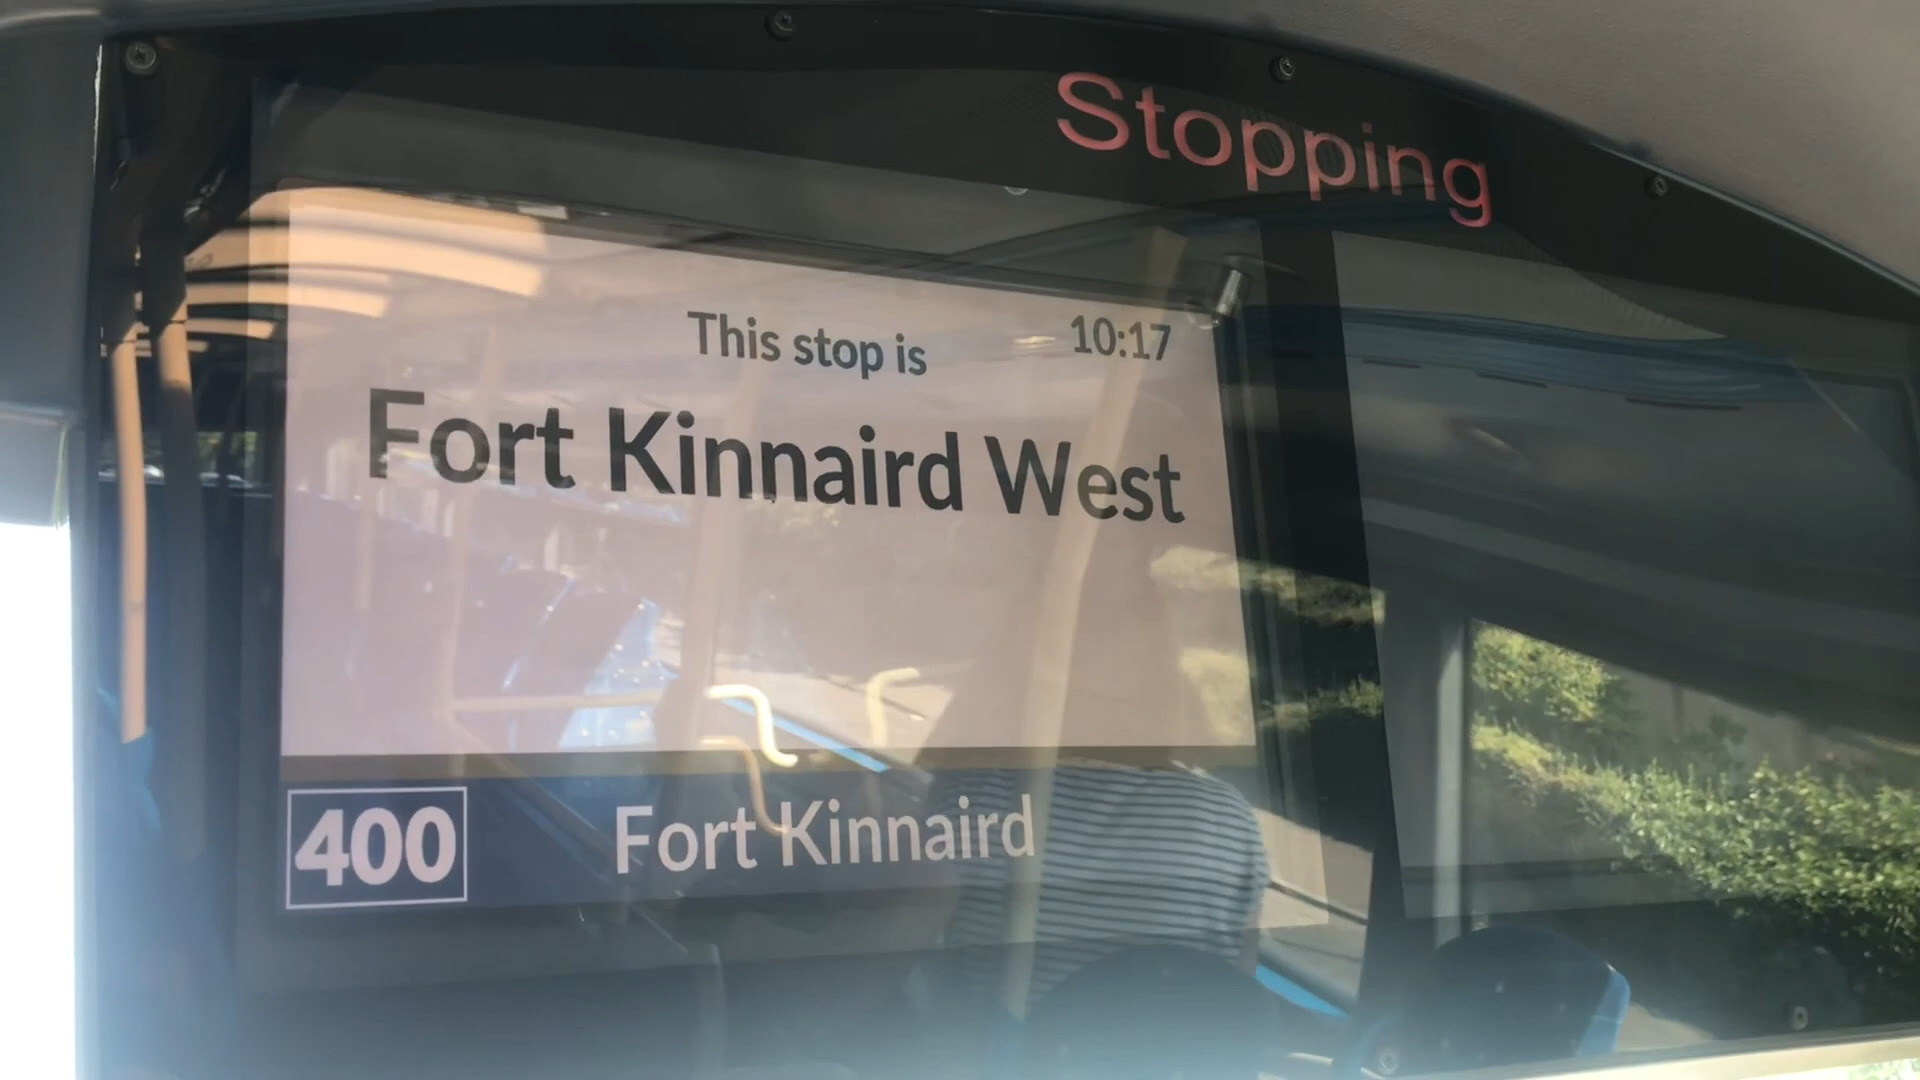 Stopping
This stop is
10:17
Fort Kinnaird West
400
Fort Kinnaird